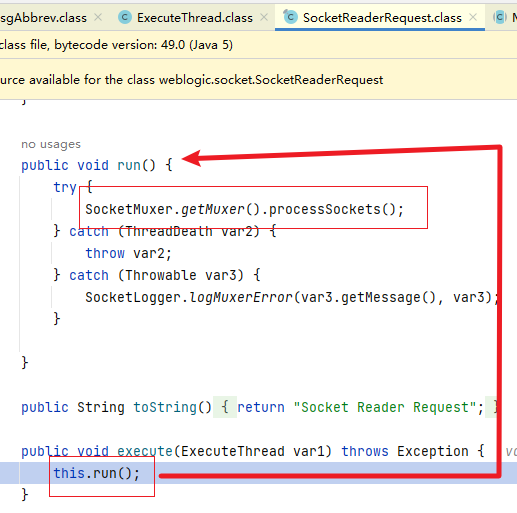 sgAbbrev.class ExecuteThread.class SocketReaderRequest.class
class file, bytecode version: 49.0 (Java 5)
ource available for the class weblogic.socket.SocketReaderRequest
}
no usages
public void run() {
try {
SocketMuxer.getMuxer().processSockets();
} catch (ThreadDeath var2) {
throw var2;
} catch (Throwable var3) {
SocketLogger.logMuxerError(var3.getMessage(), var3);
}
}
public String toString() { return "Socket Reader Request"; }
public void execute(ExecuteThread var1) throws Exception {
this.run();
}